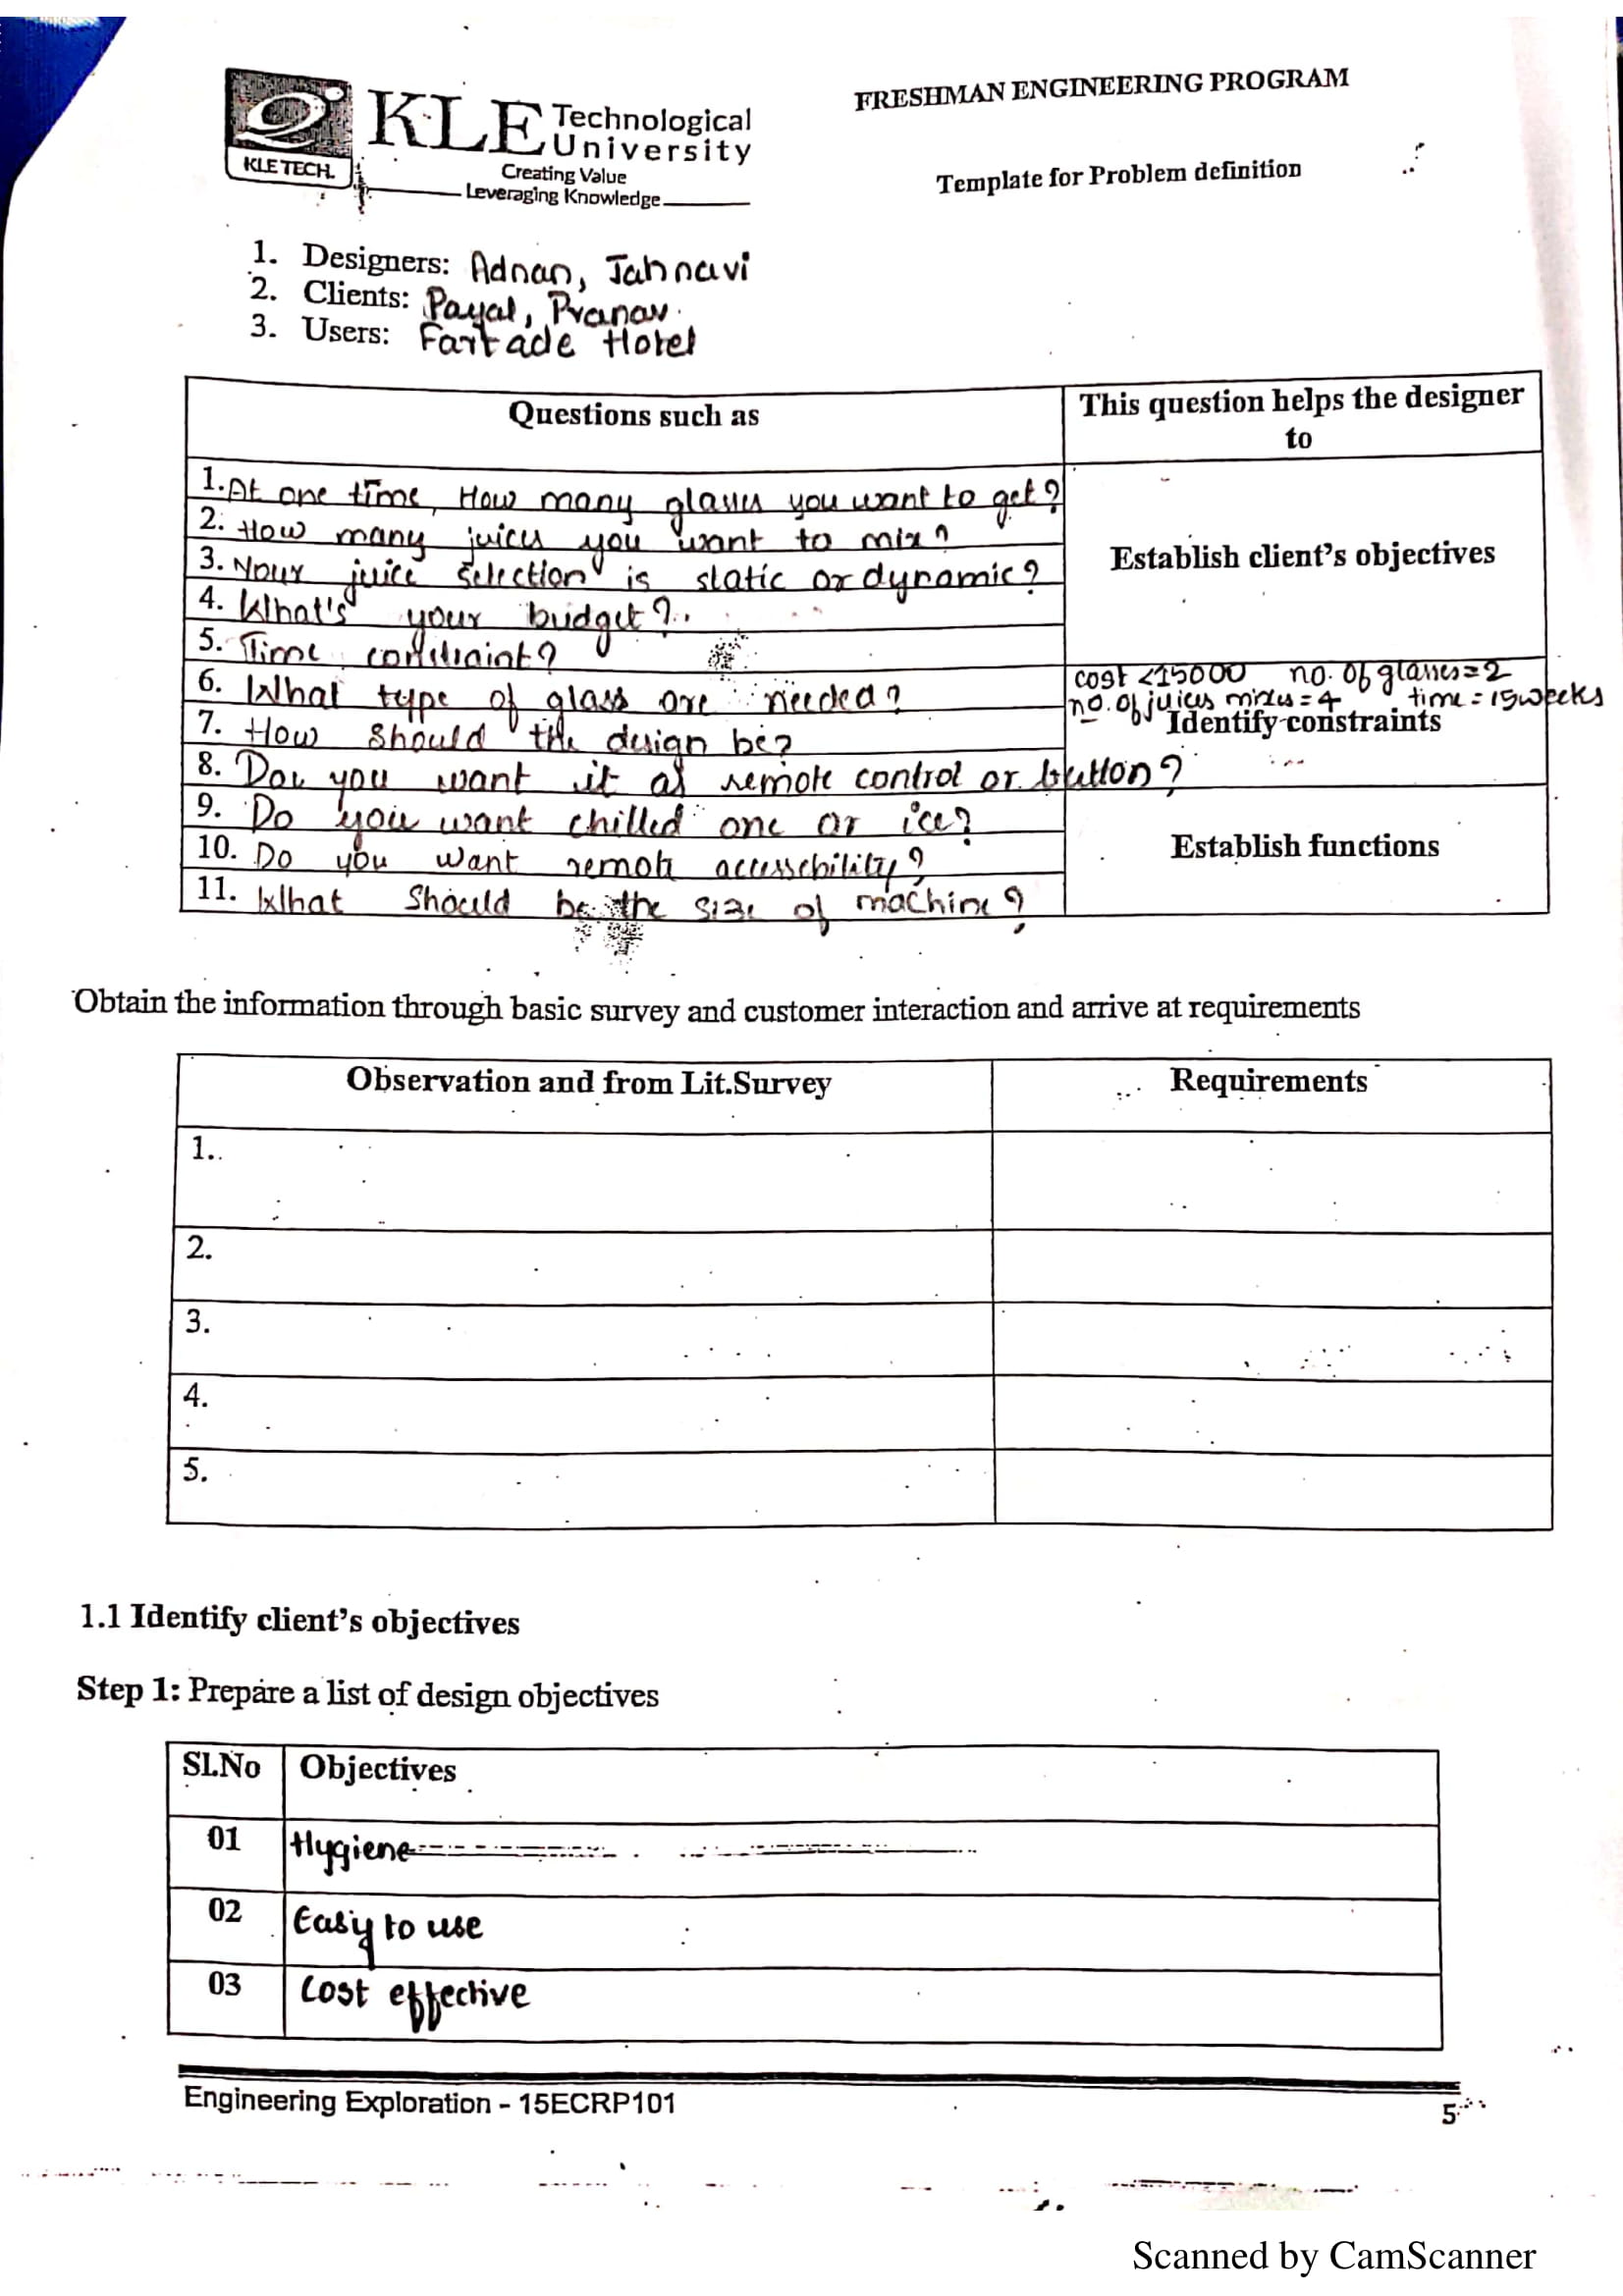 KLE Technological University
KLE TECH.
Creating Value
Leveraging Knowledge
FRESHMAN ENGINEERING PROGRAM
Template for Problem definition
1. Designers: Adnan, Jahnavi
2. Clients: Payal, Pranav.
3. Users: Hotel
Questions such as
This question helps the designer to
1. At one time, How many glasses you want to get?
2. How many juices you want to mix?
3. Your juice selection is static or dynamic?
4. What's your budget?
5. Time constraint?
Establish client's objectives
6. What type of glass are needed?
7. How should the design be?
8. Do you want it as remote control or button?
cost <15000 no. of glasses=2
no. of juices mixes=4 time = 15weeks
Identify constraints
9. Do you want chilled one or ice?
10. Do you want remote accessebility?
11. What should be the size of machine?
Establish functions
Obtain the information through basic survey and customer interaction and arrive at requirements
Observation and from Lit.Survey
Requirements
1.
2.
3.
4.
5.
1.1 Identify client's objectives
Step 1: Prepare a list of design objectives
Sl.No Objectives
01 Hygiene
02 Easy to use
03 Cost effective
Engineering Exploration - 15ECRP101
5
Scanned by CamScanner